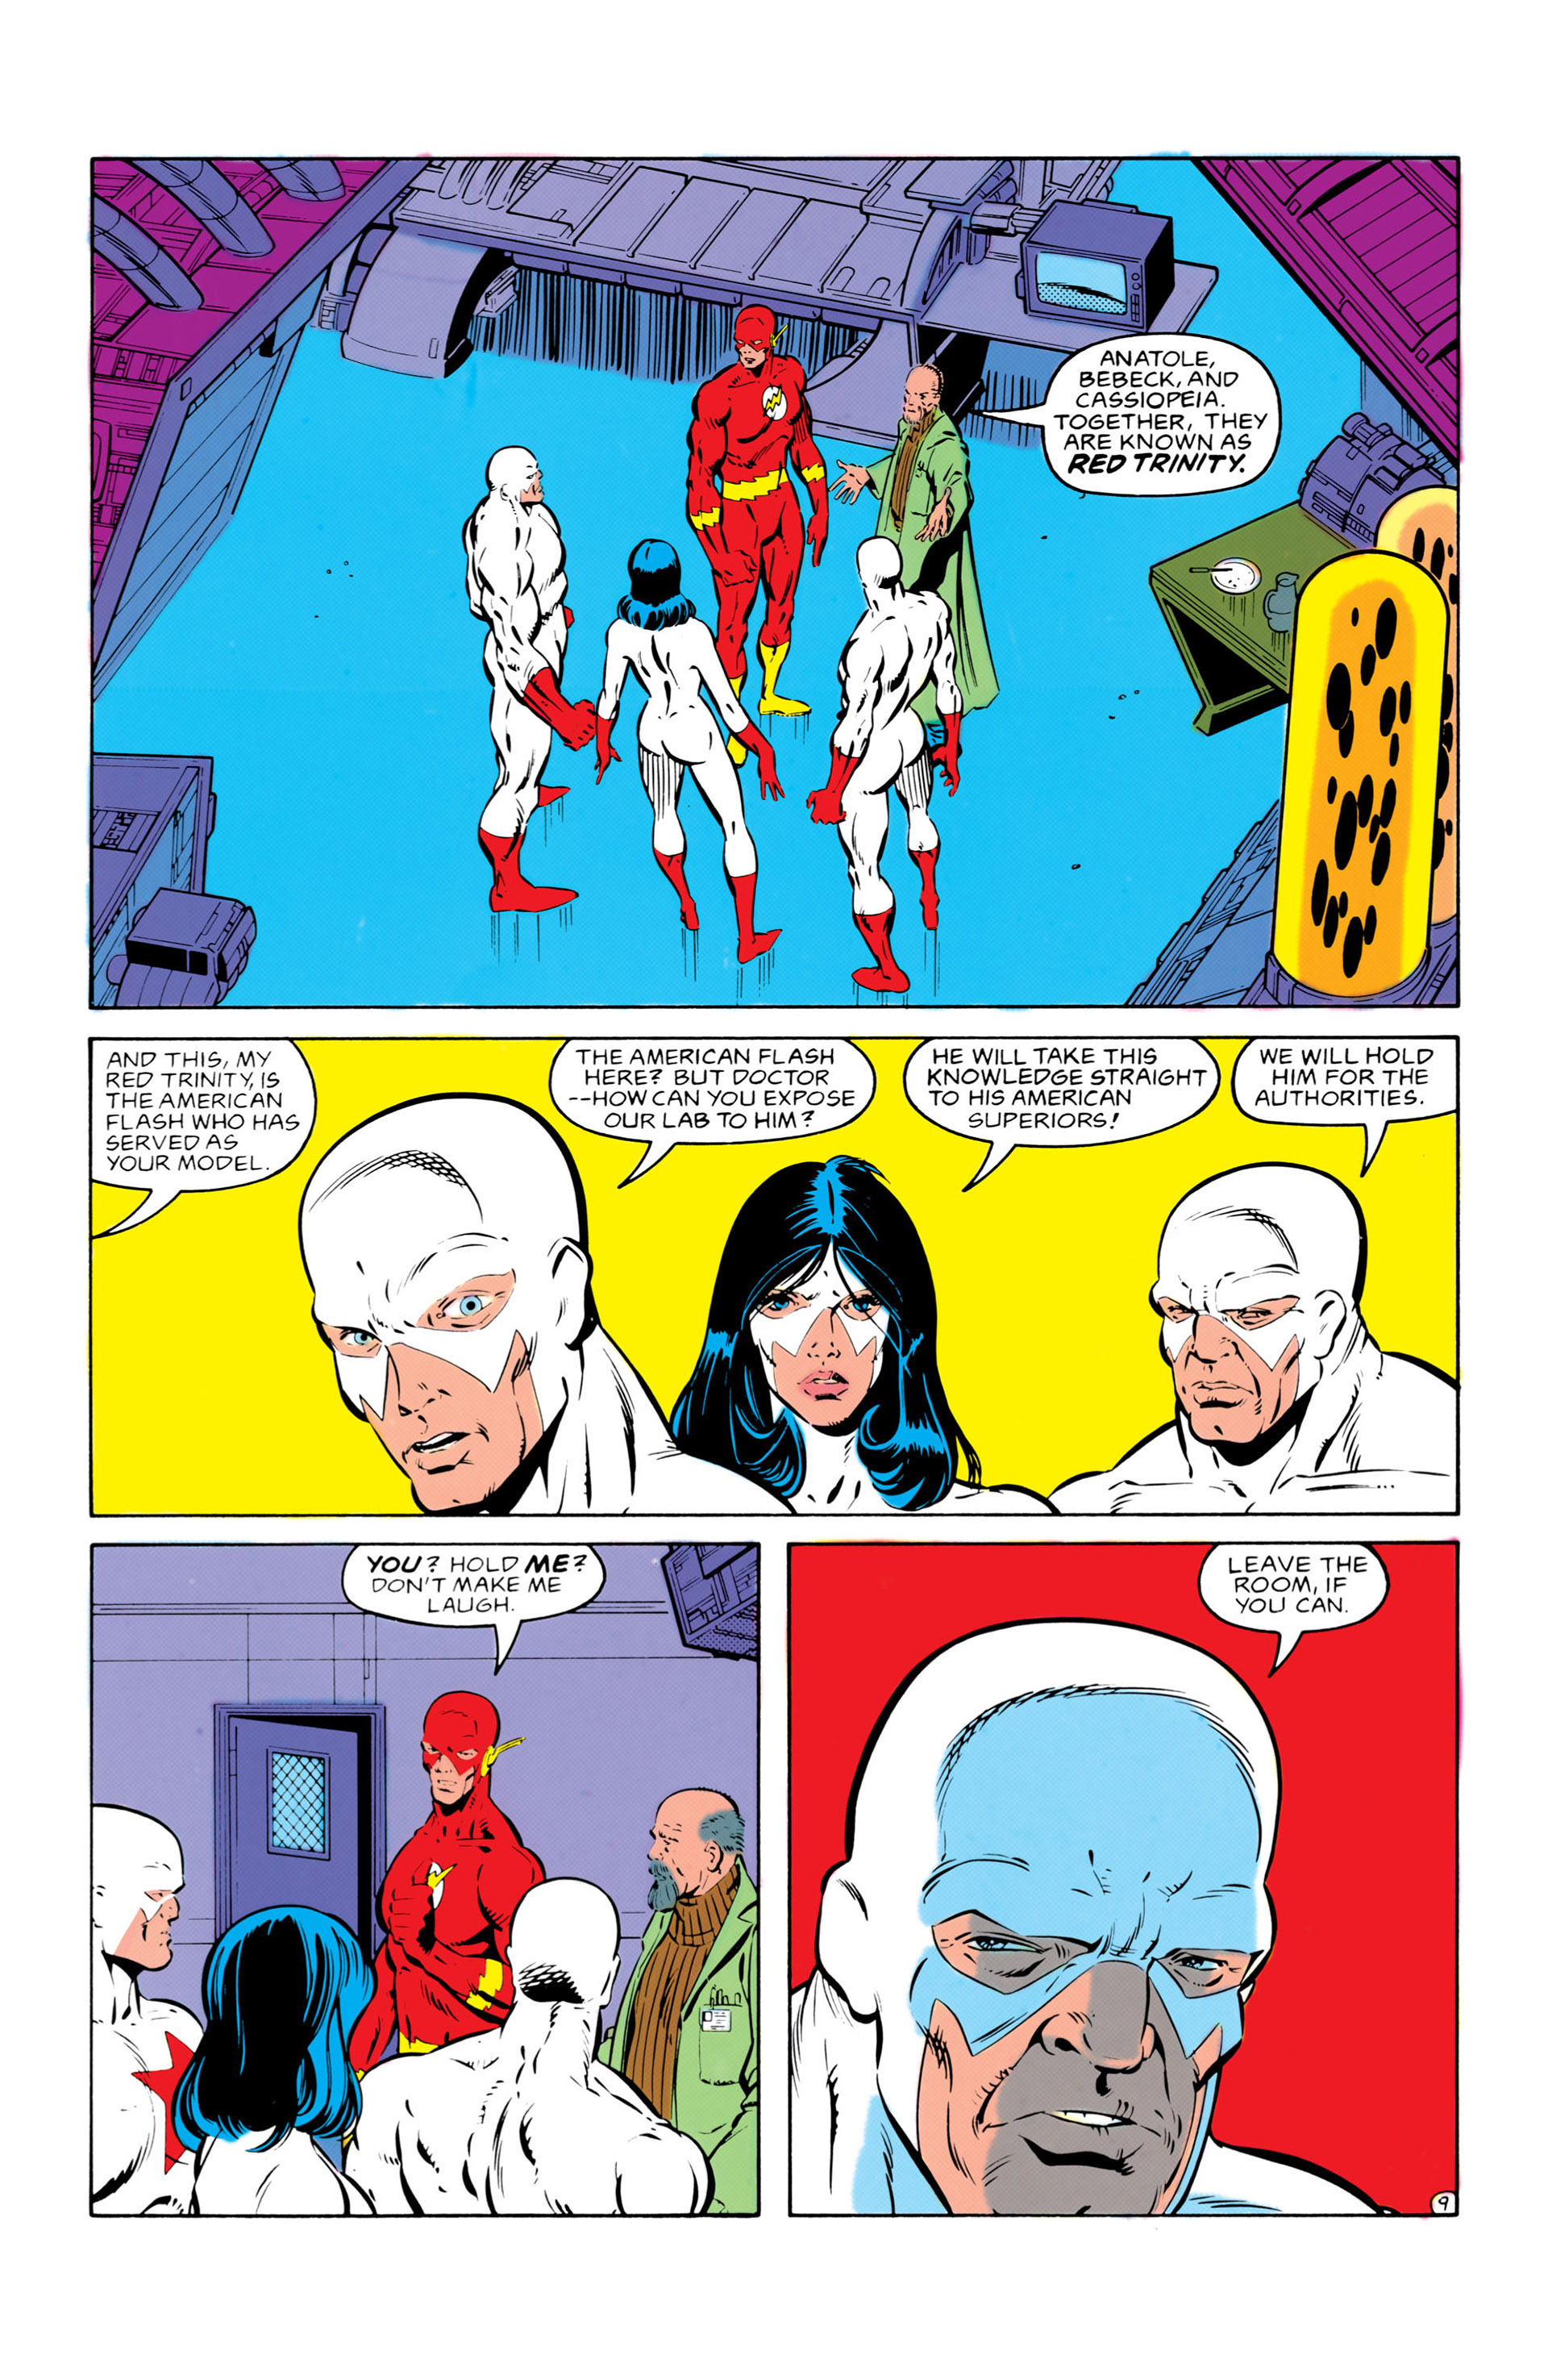 ANATOLE,
BEBECK, AND
CASSIOPEIA.
TOGETHER, THEY
ARE KNOWN AS
RED TRINITY.
AND THIS, MY
RED TRINITY, IS
THE AMERICAN
FLASH WHO HAS
SERVED AS
YOUR MODEL.
THE AMERICAN FLASH
HERE? BUT DOCTOR
--HOW CAN YOU EXPOSE
OUR LAB TO HIM?
HE WILL TAKE THIS
KNOWLEDGE STRAIGHT
TO HIS AMERICAN
SUPERIORS!
WE WILL HOLD
HIM FOR THE
AUTHORITIES.
YOU? HOLD ME?
DON'T MAKE ME
LAUGH.
LEAVE THE
ROOM, IF
YOU CAN.
9